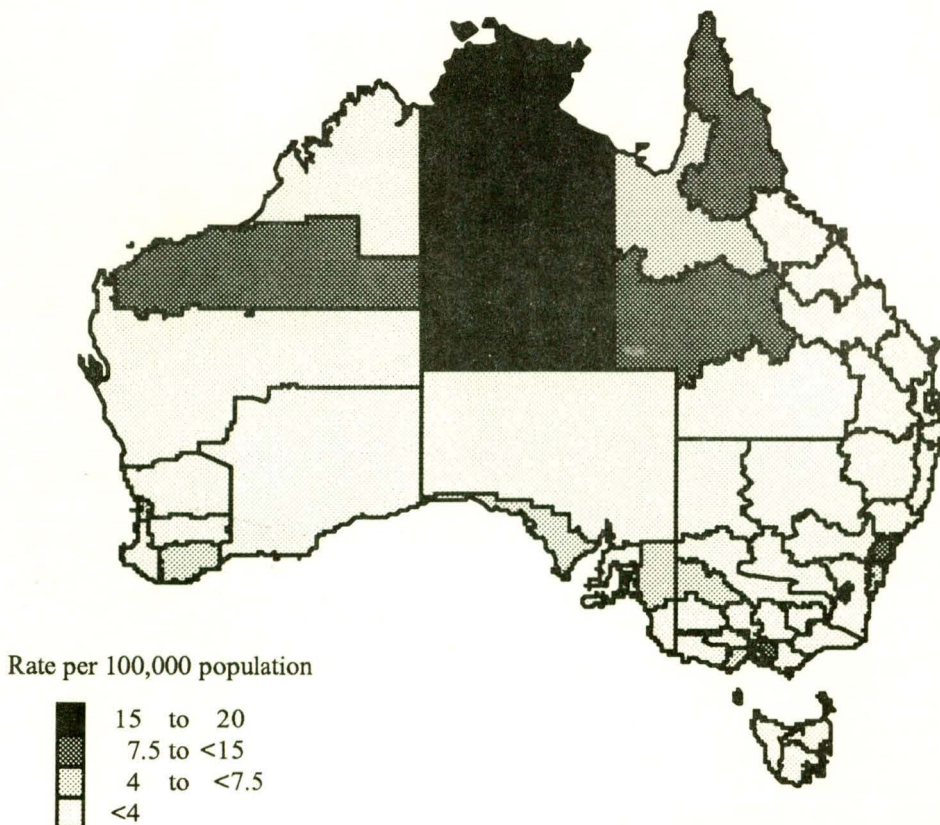 Rate per 100,000 population
15 to 20
7.5 to <15
4 to <7.5
<4